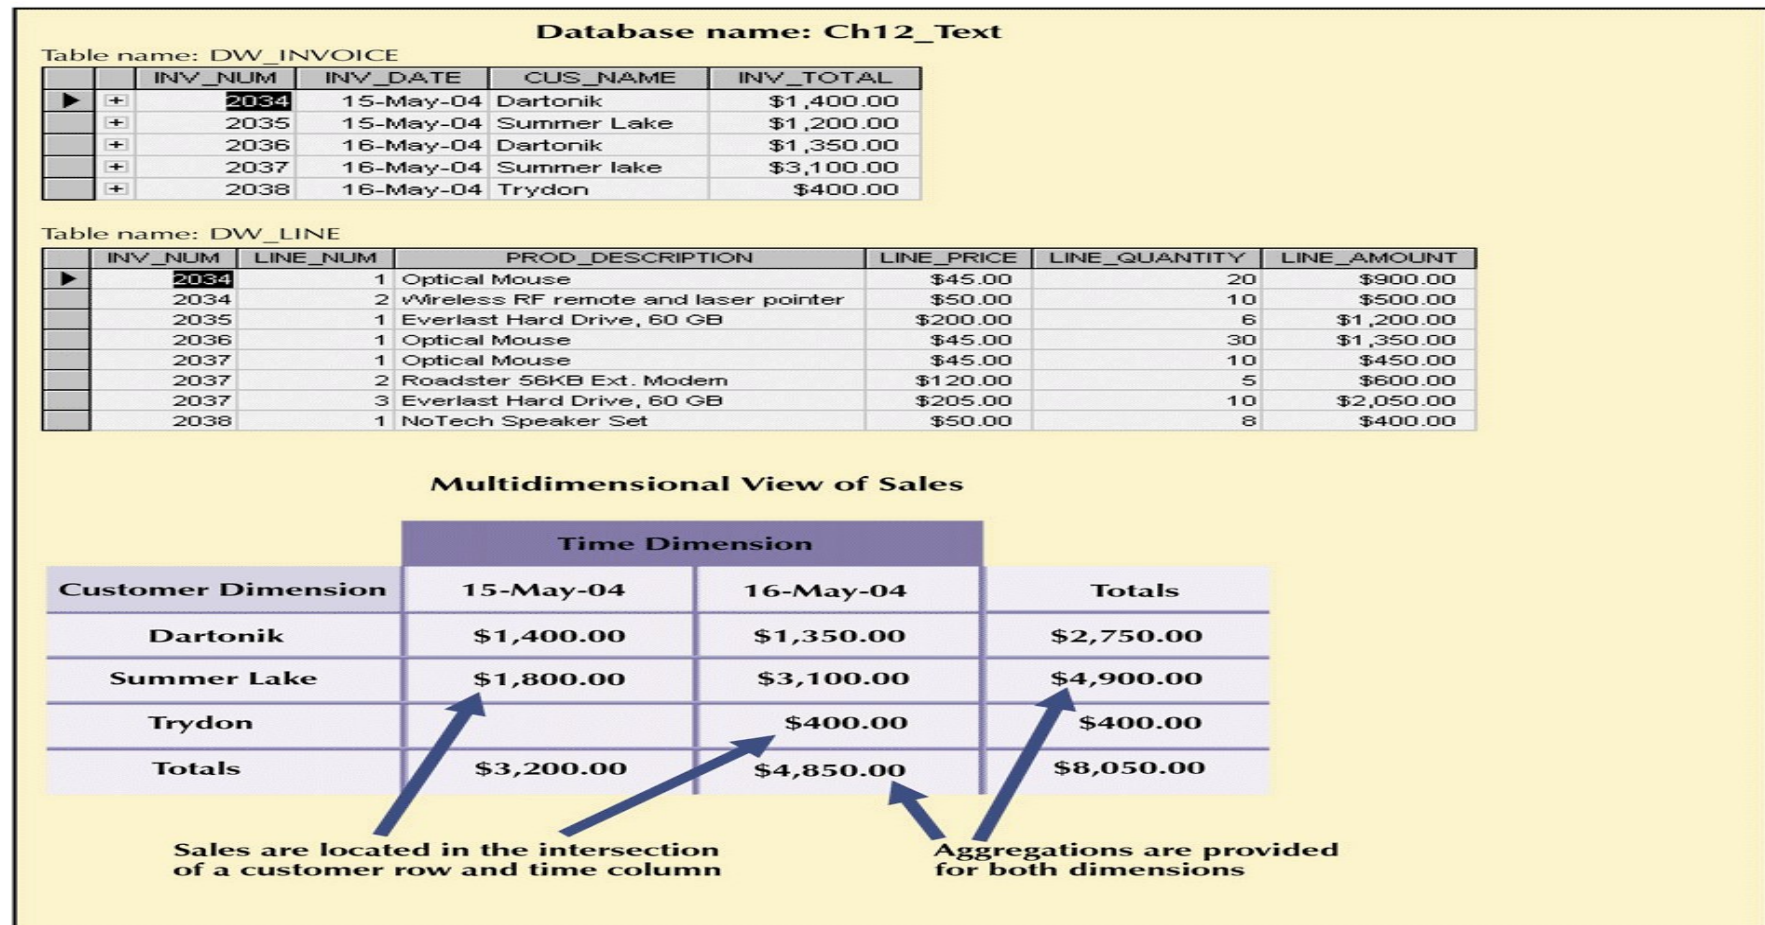 Database name: Ch12_Text
Table name: DW_INVOICE
INV_NUM INV_DATE CUS_NAME INV_TOTAL
2034 15-May-04 Dartonik $1,400.00
2035 15-May-04 Summer Lake $1,200.00
2036 16-May-04 Dartonik $1,350.00
2037 16-May-04 Summer lake $3,100.00
2038 16-May-04 Trydon $400.00
Table name: DW_LINE
INV_NUM LINE_NUM PROD_DESCRIPTION LINE_PRICE LINE_QUANTITY LINE_AMOUNT
2034 1 Optical Mouse $45.00 20 $900.00
2034 2 Wireless RF remote and laser pointer $50.00 10 $500.00
2035 1 Everlast Hard Drive, 60 GB $200.00 6 $1,200.00
2036 1 Optical Mouse $45.00 30 $1,350.00
2037 1 Optical Mouse $45.00 10 $450.00
2037 2 Roadster 56KB Ext. Modem $120.00 5 $600.00
2037 3 Everlast Hard Drive, 60 GB $205.00 10 $2,050.00
2038 1 NoTech Speaker Set $50.00 8 $400.00
Multidimensional View of Sales
Time Dimension
Customer Dimension 15-May-04 16-May-04 Totals
Dartonik $1,400.00 $1,350.00 $2,750.00
Summer Lake $1,800.00 $3,100.00 $4,900.00
Trydon $400.00 $400.00
Totals $3,200.00 $4,850.00 $8,050.00
Sales are located in the intersection
of a customer row and time column
Aggregations are provided
for both dimensions